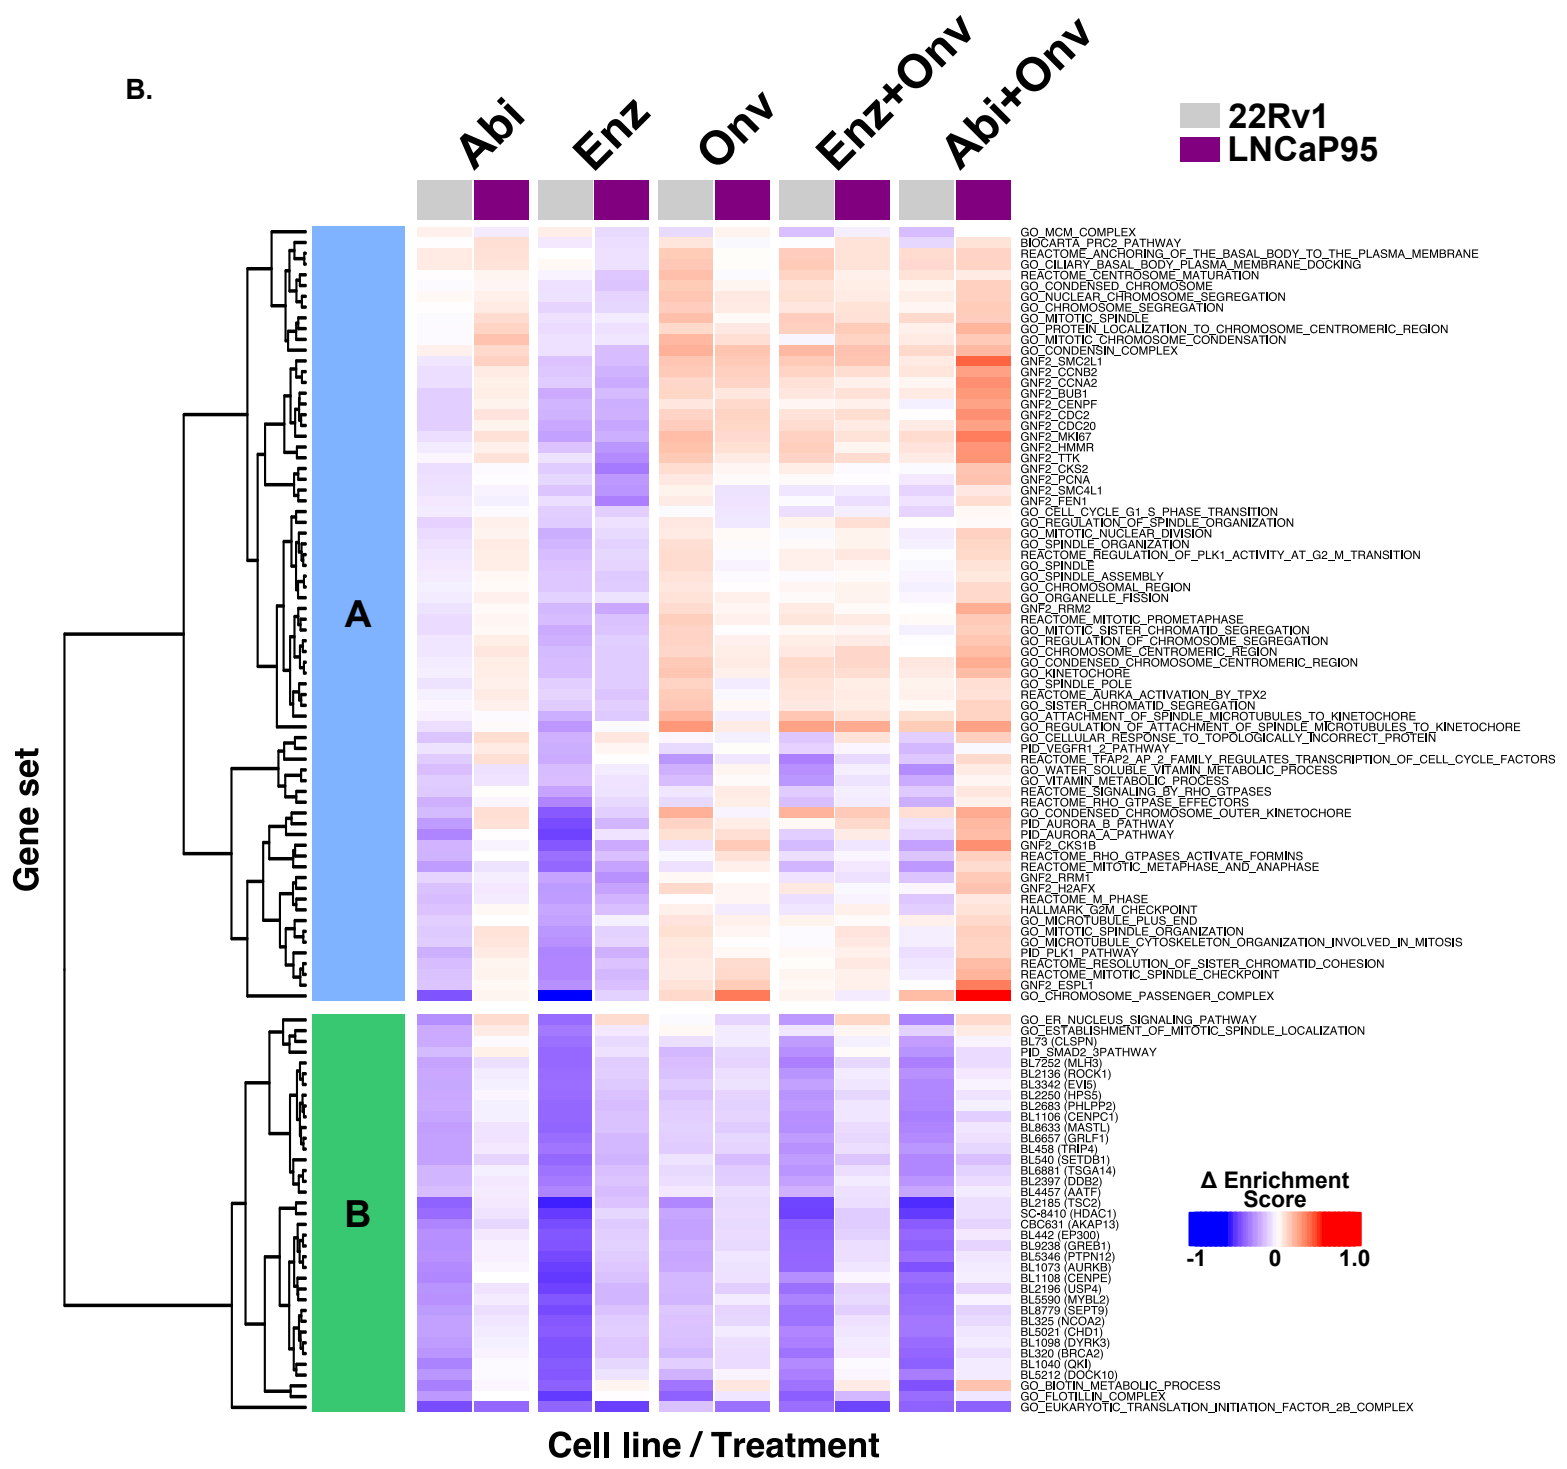 B.
Abi
Enz
Onv
Enz+Onv
Abi+Onv
22Rv1
LNCaP95
GO_MCM_COMPLEX
BIOCARTA_PRC2_PATHWAY
REACTOME_ANCHORING_OF_THE_BASAL_BODY_TO_THE_PLASMA_MEMBRANE
GO_CILIARY_BASAL_BODY_PLASMA_MEMBRANE_DOCKING
REACTOME_CENTROSOME_MATURATION
GO_CONDENSED_CHROMOSOME
GO_NUCLEAR_CHROMOSOME_SEGREGATION
GO_CHROMOSOME_SEGREGATION
GO_MITOTIC_SPINDLE
GO_PROTEIN_LOCALIZATION_TO_CHROMOSOME_CENTROMERIC_REGION
GO_MITOTIC_CHROMOSOME_CONDENSATION
GO_CONDENSIN_COMPLEX
GNF2_SMC2L1
GNF2_CCNB2
GNF2_CCNA2
GNF2_BUB1
GNF2_CENPF
GNF2_CDC2
GNF2_CDC20
GNF2_MKI67
GNF2_HMMR
GNF2_TTK
GNF2_CKS2
GNF2_PCNA
GNF2_SMC4L1
GNF2_FEN1
GO_CELL_CYCLE_G1_S_PHASE_TRANSITION
GO_REGULATION_OF_SPINDLE_ORGANIZATION
GO_MITOTIC_NUCLEAR_DIVISION
GO_SPINDLE_ORGANIZATION
REACTOME_REGULATION_OF_PLK1_ACTIVITY_AT_G2_M_TRANSITION
GO_SPINDLE
GO_SPINDLE_ASSEMBLY
GO_CHROMOSOMAL_REGION
GO_ORGANELLE_FISSION
GNF2_RRM2
REACTOME_MITOTIC_PROMETAPHASE
GO_MITOTIC_SISTER_CHROMATID_SEGREGATION
GO_REGULATION_OF_CHROMOSOME_SEGREGATION
GO_CHROMOSOME_CENTROMERIC_REGION
GO_CONDENSED_CHROMOSOME_CENTROMERIC_REGION
GO_KINETOCHORE
GO_SPINDLE_POLE
REACTOME_AURKA_ACTIVATION_BY_TPX2
GO_SISTER_CHROMATID_SEGREGATION
GO_ATTACHMENT_OF_SPINDLE_MICROTUBULES_TO_KINETOCHORE
GO_REGULATION_OF_ATTACHMENT_OF_SPINDLE_MICROTUBULES_TO_KINETOCHORE
GO_CELLULAR_RESPONSE_TO_TOPOLOGICALLY_INCORRECT_PROTEIN
PID_VEGFR1_2_PATHWAY
REACTOME_TFAP2_AP_2_FAMILY_REGULATES_TRANSCRIPTION_OF_CELL_CYCLE_FACTORS
GO_WATER_SOLUBLE_VITAMIN_METABOLIC_PROCESS
GO_VITAMIN_METABOLIC_PROCESS
REACTOME_SIGNALING_BY_RHO_GTPASES
REACTOME_RHO_GTPASE_EFFECTORS
GO_CONDENSED_CHROMOSOME_OUTER_KINETOCHORE
PID_AURORA_B_PATHWAY
PID_AURORA_A_PATHWAY
GNF2_CKS1B
REACTOME_RHO_GTPASES_ACTIVATE_FORMINS
REACTOME_MITOTIC_METAPHASE_AND_ANAPHASE
GNF2_RRM1
GNF2_H2AFX
REACTOME_M_PHASE
HALLMARK_G2M_CHECKPOINT
GO_MICROTUBULE_PLUS_END
GO_MITOTIC_SPINDLE_ORGANIZATION
GO_MICROTUBULE_CYTOSKELETON_ORGANIZATION_INVOLVED_IN_MITOSIS
PID_PLK1_PATHWAY
REACTOME_RESOLUTION_OF_SISTER_CHROMATID_COHESION
REACTOME_MITOTIC_SPINDLE_CHECKPOINT
GNF2_ESPL1
GO_CHROMOSOME_PASSENGER_COMPLEX
GO_ER_NUCLEUS_SIGNALING_PATHWAY
GO_ESTABLISHMENT_OF_MITOTIC_SPINDLE_LOCALIZATION
BL73 (CLSPN)
PID_SMAD2_3PATHWAY
BL7252 (MLH3)
BL2136 (ROCK1)
BL3342 (EVI5)
BL2250 (HPS5)
BL2683 (PHLPP2)
BL1106 (CENPC1)
BL8633 (MASTL)
BL6657 (GRLF1)
BL458 (TRIP4)
BL540 (SETDB1)
BL6881 (TSGA14)
BL2397 (DDB2)
BL4457 (AATF)
BL2185 (TSC2)
SC-8410 (HDAC1)
CBC631 (AKAP13)
BL442 (EP300)
BL9238 (GREB1)
BL5346 (PTPN12)
BL1073 (AURKB)
BL1108 (CENPE)
BL2196 (USP4)
BL5590 (MYBL2)
BL8779 (SEPT9)
BL325 (NCOA2)
BL5021 (CHD1)
BL1098 (DYRK3)
BL320 (BRCA2)
BL1040 (QKI)
BL5212 (DOCK10)
GO_BIOTIN_METABOLIC_PROCESS
GO_FLOTILLIN_COMPLEX
GO_EUKARYOTIC_TRANSLATION_INITIATION_FACTOR_2B_COMPLEX
A
B
Gene set
Δ Enrichment
Score
-1 0 1.0
Cell line / Treatment